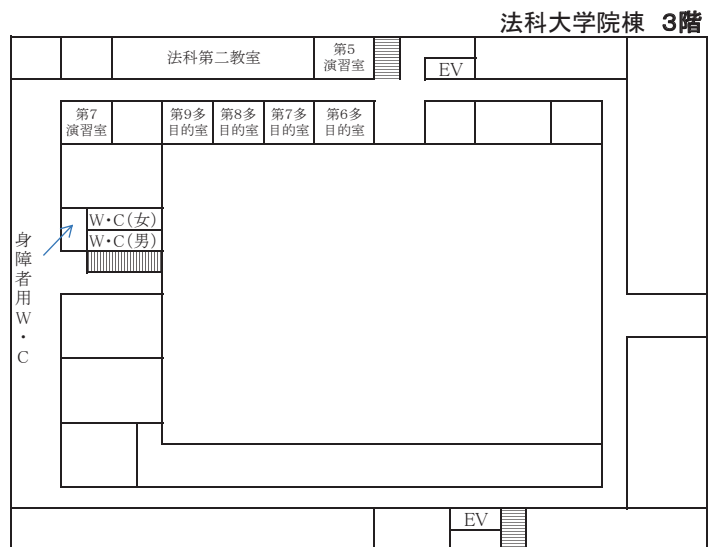 法科大学院棟 3階
法科第二教室
第5
演習室
EV
第7
演習室
第9多
目的室
第8多
目的室
第7多
目的室
第6多
目的室
W・C(女)
W・C(男)
身障者用W・C
EV